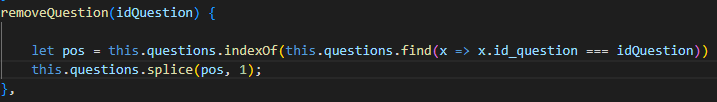 removeQuestion(idQuestion) {
let pos = this.questions.indexOf(this.questions.find(x => x.id_question === idQuestion))
this.questions.splice(pos, 1);
},